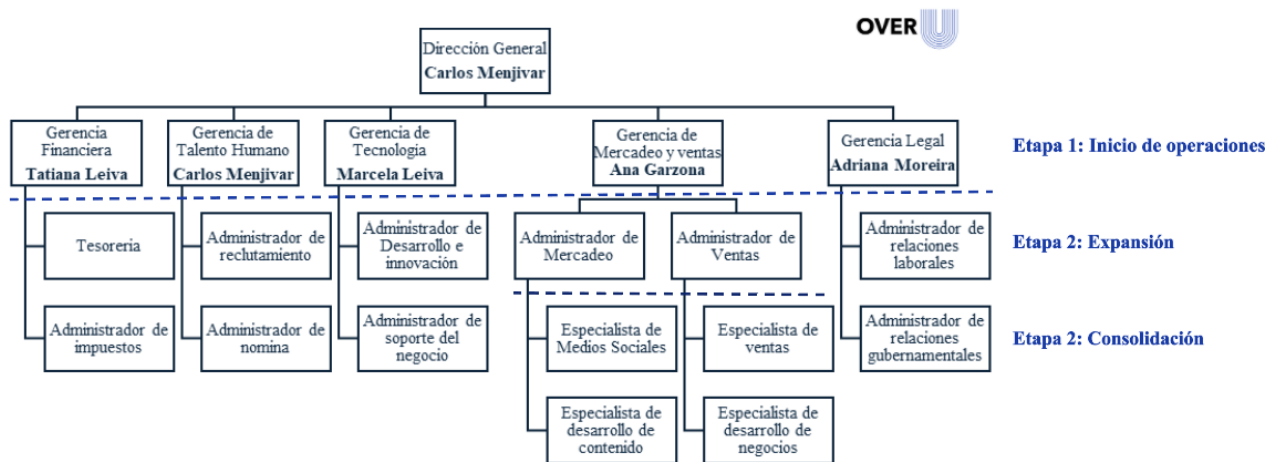 OVER
Dirección General
Carlos Menjivar
Gerencia
Financiera
Tatiana Leiva
Gerencia de
Talento Humano
Carlos Menjivar
Gerencia de
Tecnología
Marcela Leiva
Gerencia de
Mercadeo y ventas
Ana Garzona
Gerencia Legal
Adriana Moreira
Etapa 1: Inicio de operaciones
Tesoreria
Administrador de
reclutamiento
Administrador de
Desarrollo e
innovación
Administrador de
Mercadeo
Administrador de
Ventas
Administrador de
relaciones
laborales
Etapa 2: Expansión
Administrador de
impuestos
Administrador de
nomina
Administrador de
soporte del
negocio
Especialista de
Medios Sociales
Especialista de
ventas
Administrador de
relaciones
gubernamentales
Etapa 2: Consolidación
Especialista de
desarrollo de
contenido
Especialista de
desarrollo de
negocios